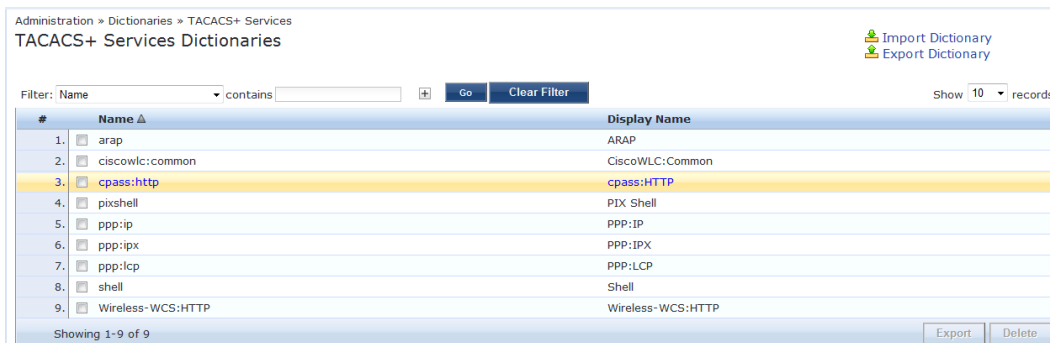 Administration » Dictionaries » TACACS+ Services
TACACS+ Services Dictionaries
Import Dictionary
Export Dictionary
Filter: Name contains + Go Clear Filter Show 10 records
# Name Display Name
1. arap ARAP
2. ciscowlc:common CiscoWLC:Common
3. cpass:http cpass:HTTP
4. pixshell PIX Shell
5. ppp:ip PPP:IP
6. ppp:ipx PPP:IPX
7. ppp:lcp PPP:LCP
8. shell Shell
9. Wireless-WCS:HTTP Wireless-WCS:HTTP
Showing 1-9 of 9 Export Delete